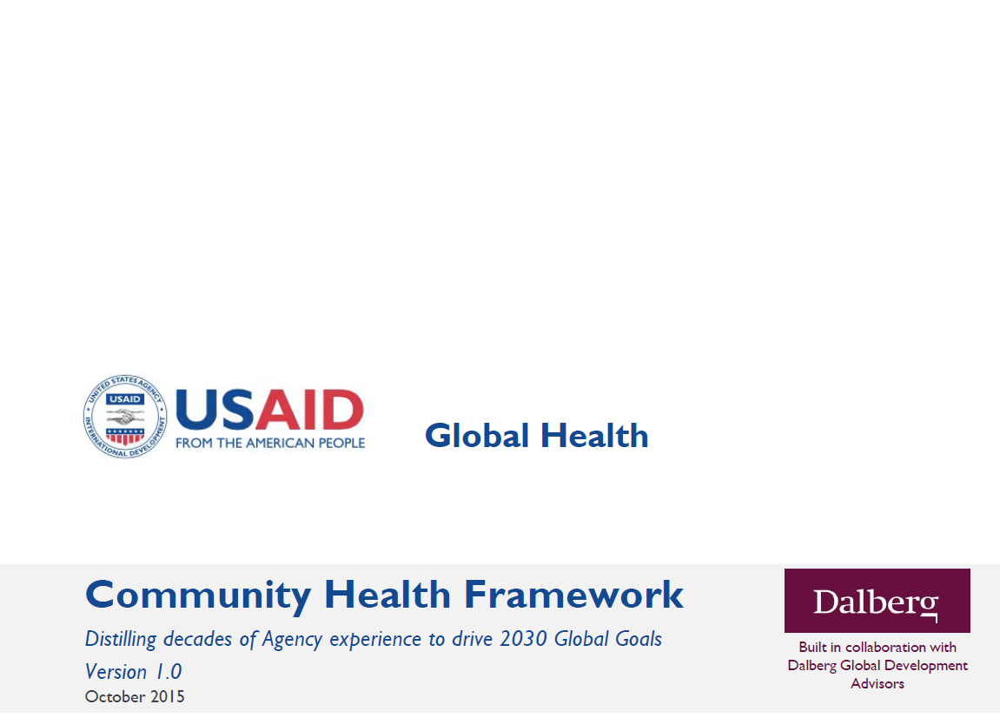 UNITED STATES AGENCY
USAID
INTERNATIONAL DEVELOPMENT
USAID
FROM THE AMERICAN PEOPLE
Global Health
Community Health Framework
Distilling decades of Agency experience to drive 2030 Global Goals
Version 1.0
October 2015
Dalberg
Built in collaboration with
Dalberg Global Development
Advisors